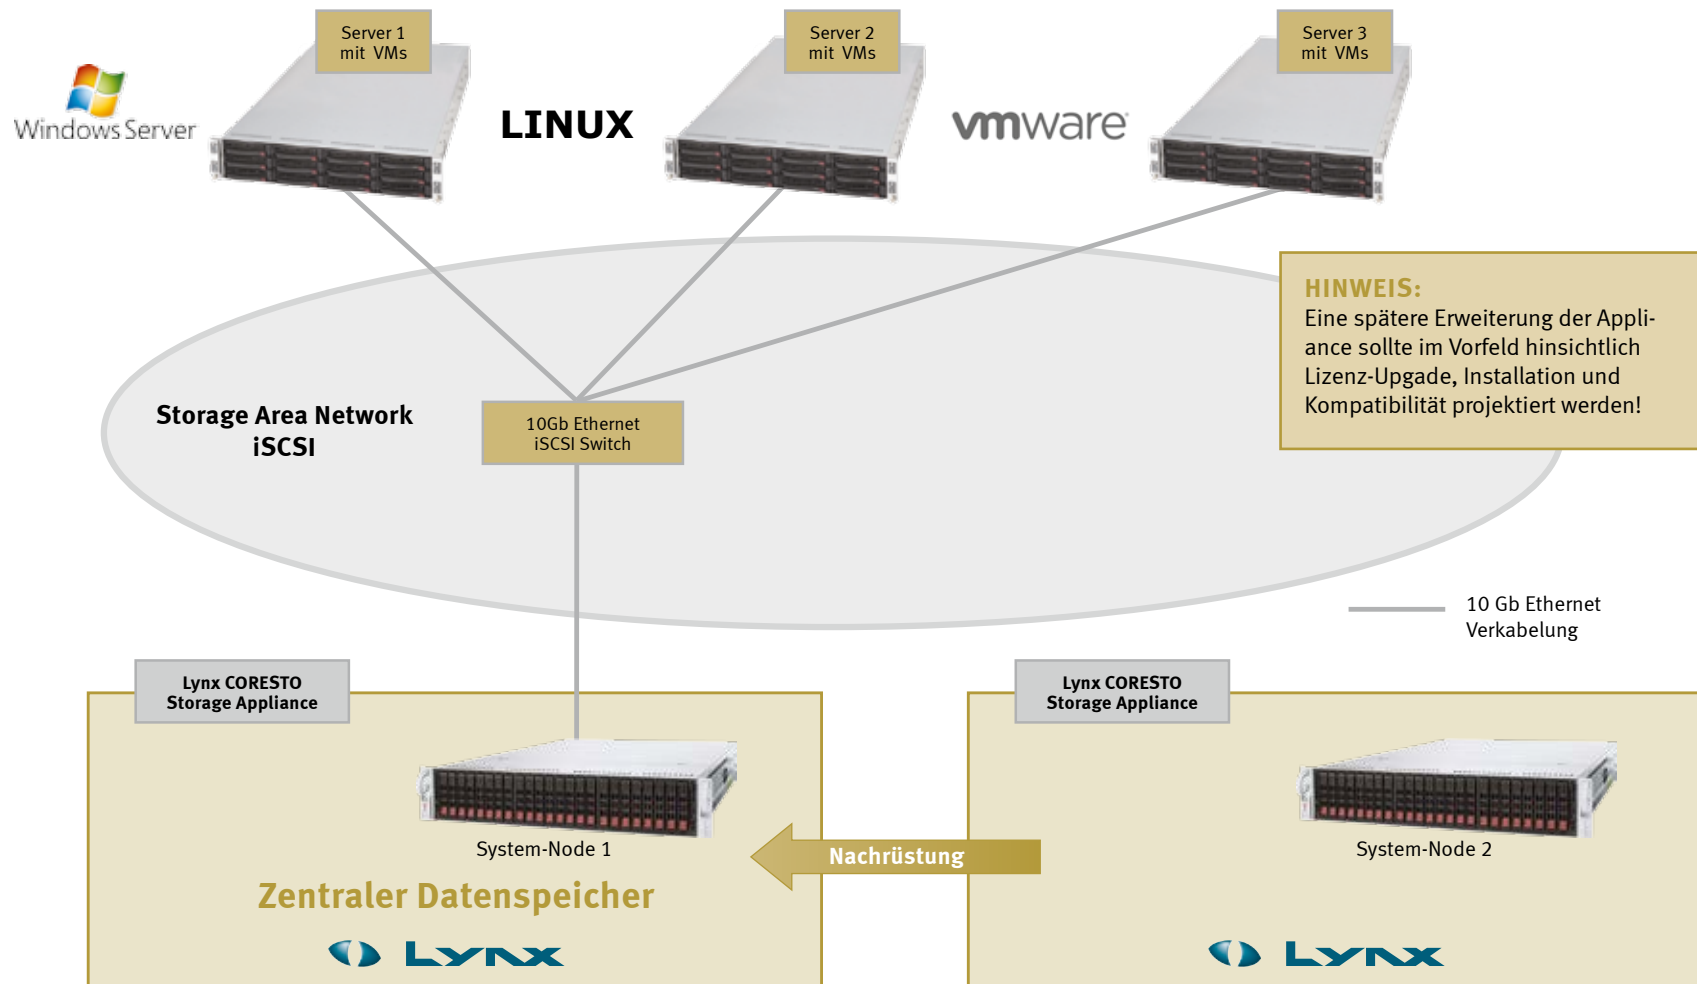 Server 1
mit VMs
Server 2
mit VMs
Server 3
mit VMs
Windows Server
LINUX
vmware
HINWEIS:
Eine spätere Erweiterung der Appli-
ance sollte im Vorfeld hinsichtlich
Lizenz-Upgade, Installation und
Kompatibilität projektiert werden!
Storage Area Network
iSCSI
10Gb Ethernet
iSCSI Switch
10 Gb Ethernet
Verkabelung
Lynx CORESTO
Storage Appliance
Lynx CORESTO
Storage Appliance
System-Node 1
Nachrüstung
System-Node 2
Zentraler Datenspeicher
Lynx
Lynx